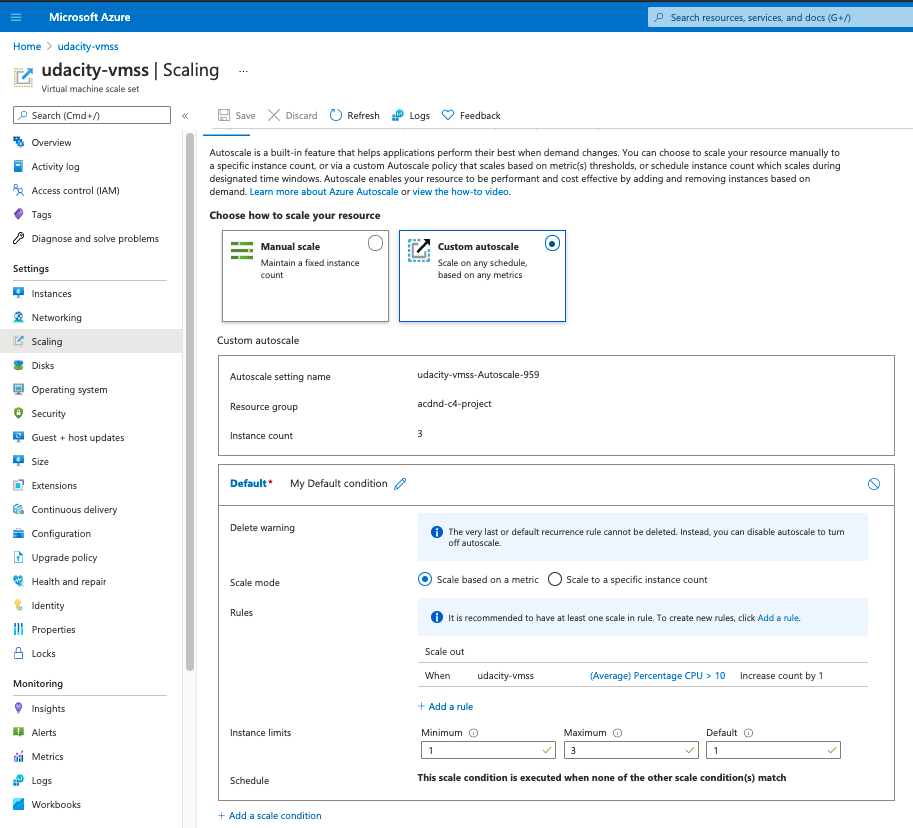 Microsoft Azure
Search resources, services, and docs (G+/)
Home > udacity-vmss
udacity-vmss | Scaling ...
Virtual machine scale set
Search (Cmd+/)
«
Save
Discard
Refresh
Logs
Feedback
Overview
Activity log
Access control (IAM)
Tags
Diagnose and solve problems
Settings
Instances
Networking
Scaling
Disks
Operating system
Security
Guest + host updates
Size
Extensions
Continuous delivery
Configuration
Upgrade policy
Health and repair
Identity
Properties
Locks
Monitoring
Insights
Alerts
Metrics
Logs
Workbooks
Autoscale is a built-in feature that helps applications perform their best when demand changes. You can choose to scale your resource manually to
a specific instance count, or via a custom Autoscale policy that scales based on metric(s) thresholds, or schedule instance count which scales during
designated time windows. Autoscale enables your resource to be performant and cost effective by adding and removing instances based on
demand. Learn more about Azure Autoscale or view the how-to video.
Choose how to scale your resource
Manual scale
Maintain a fixed instance
count
Custom autoscale
Scale on any schedule,
based on any metrics
Custom autoscale
Autoscale setting name udacity-vmss-Autoscale-959
Resource group acdnd-c4-project
Instance count 3
Default* My Default condition
Delete warning
The very last or default recurrence rule cannot be deleted. Instead, you can disable autoscale to turn
off autoscale.
Scale mode
Scale based on a metric
Scale to a specific instance count
Rules
It is recommended to have at least one scale in rule. To create new rules, click Add a rule.
Scale out
When udacity-vmss (Average) Percentage CPU > 10 Increase count by 1
+ Add a rule
Instance limits
Minimum
1
Maximum
3
Default
1
Schedule
This scale condition is executed when none of the other scale condition(s) match
+ Add a scale condition